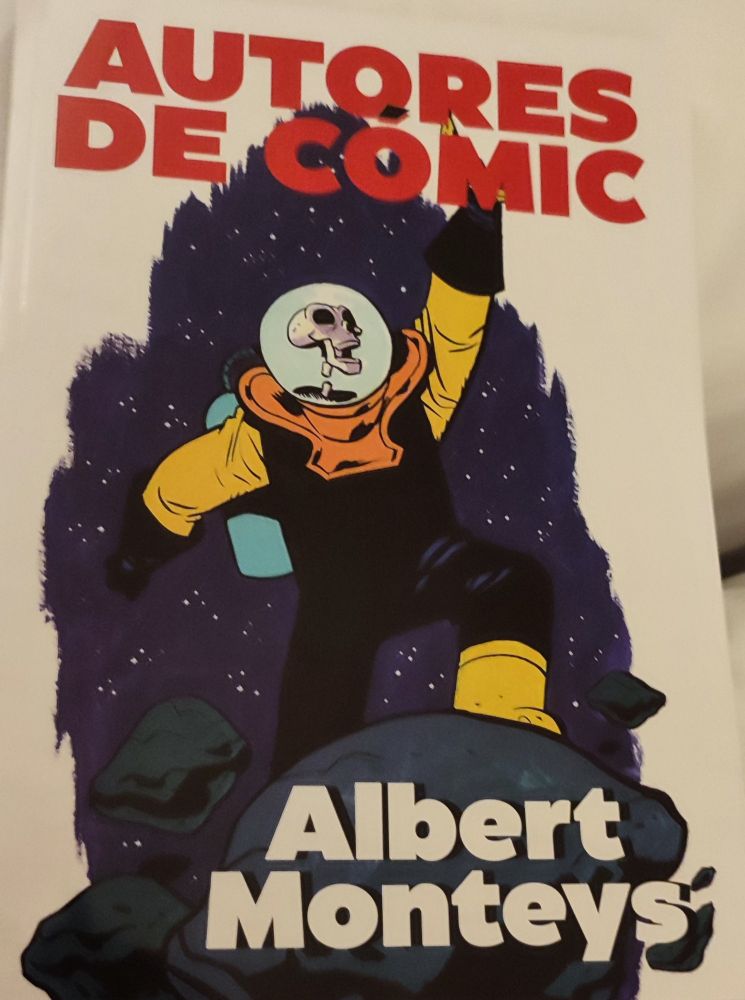 AUTORES
DE CÓMIC
Albert
Monteys